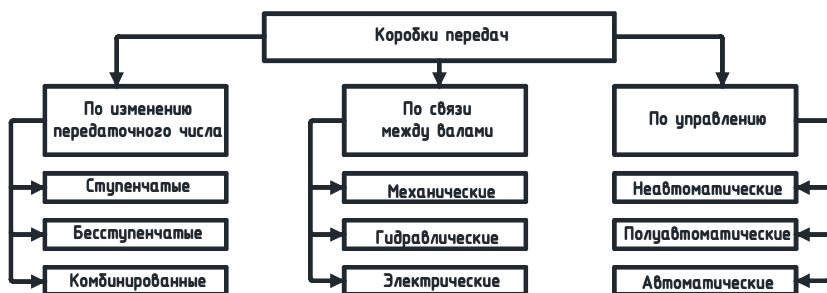 Коробки передач
По изменению
передаточного числа
Ступенчатые
Бесступенчатые
Комбинированные
По связи
между валами
Механические
Гидравлические
Электрические
По управлению
Неавтоматические
Полуавтоматические
Автоматические